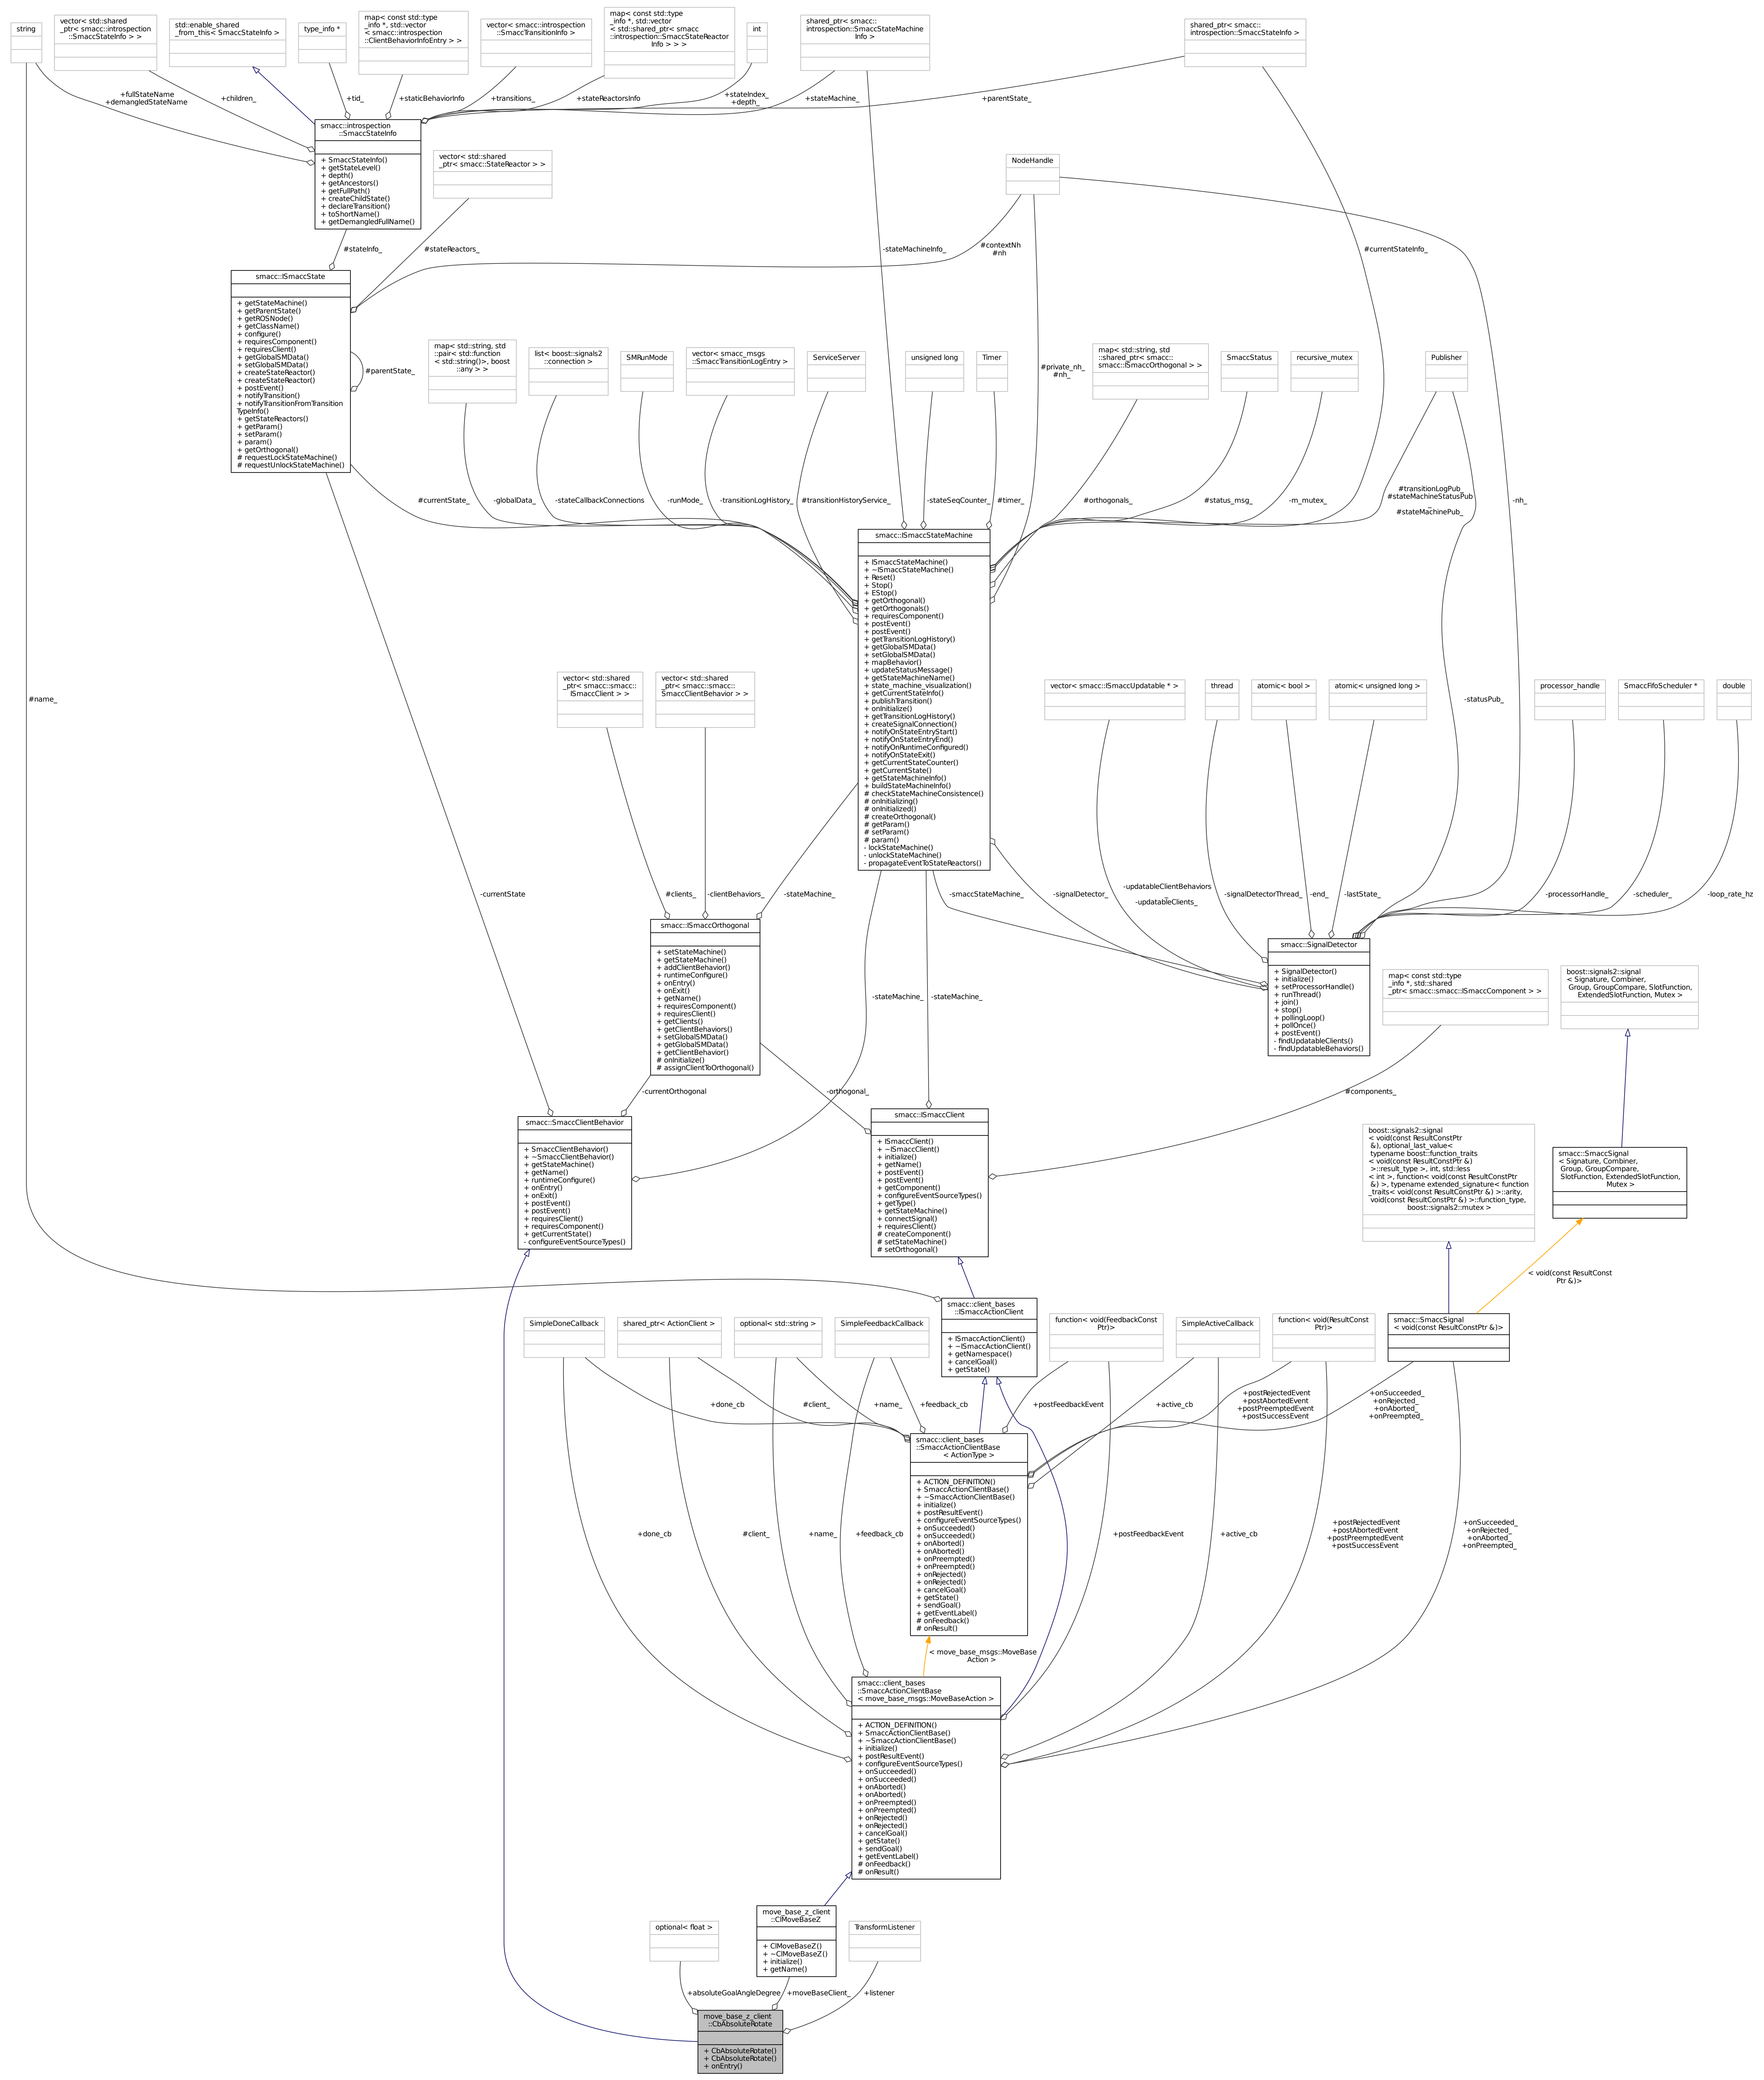 string
vector< std::shared
_ptr< smacc::introspection
::SmaccStateInfo > >
std::enable_shared
_from_this< SmaccStateInfo >
type_info *
map< const std::type
_info *, std::vector
< smacc::introspection
::ClientBehaviorInfoEntry > >
vector< smacc::introspection
::SmaccTransitionInfo >
map< const std::type
_info *, std::vector
< std::shared_ptr< smacc
::introspection::SmaccStateReactor
Info > > >
int
shared_ptr< smacc::
introspection::SmaccStateMachine
Info >
shared_ptr< smacc::
introspection::SmaccStateInfo >
+fullStateName
+demangledStateName
+children_
+tid_
+staticBehaviorInfo
+transitions_
+stateReactorsInfo
+stateIndex_
+depth_
+stateMachine_
+parentState_
smacc::introspection
::SmaccStateInfo
+ SmaccStateInfo()
+ getStateLevel()
+ depth()
+ getAncestors()
+ getFullPath()
+ createChildState()
+ declareTransition()
+ toShortName()
+ getDemangledFullName()
vector< std::shared
_ptr< smacc::StateReactor > >
NodeHandle
#stateInfo_
#stateReactors_
#contextNh
#nh
-stateMachineInfo_
#currentStateInfo_
smacc::ISmaccState
+ getStateMachine()
+ getParentState()
+ getROSNode()
+ getClassName()
+ configure()
+ requiresComponent()
+ requiresClient()
+ getGlobalSMData()
+ setGlobalSMData()
+ createStateReactor()
+ createStateReactor()
+ postEvent()
+ notifyTransition()
+ notifyTransitionFromTransition
TypeInfo()
+ getStateReactors()
+ getParam()
+ setParam()
+ param()
+ getOrthogonal()
# requestLockStateMachine()
# requestUnlockStateMachine()
#parentState_
map< std::string, std
::pair< std::function
< std::string()>, boost
::any > >
list< boost::signals2
::connection >
SMRunMode
vector< smacc_msgs
::SmaccTransitionLogEntry >
ServiceServer
unsigned long
Timer
#private_nh_
#nh_
map< std::string, std
::shared_ptr< smacc::
smacc::ISmaccOrthogonal > >
SmaccStatus
recursive_mutex
Publisher
#currentState_
-globalData_
-stateCallbackConnections
-runMode_
-transitionLogHistory_
#transitionHistoryService_
-stateSeqCounter_
#timer_
#orthogonals_
#status_msg_
-m_mutex_
#transitionLogPub_
#stateMachineStatusPub
_
#stateMachinePub_
-nh_
smacc::ISmaccStateMachine
+ ISmaccStateMachine()
+ ~ISmaccStateMachine()
+ Reset()
+ Stop()
+ EStop()
+ getOrthogonal()
+ getOrthogonals()
+ requiresComponent()
+ postEvent()
+ postEvent()
+ getTransitionLogHistory()
+ getGlobalSMData()
+ setGlobalSMData()
+ mapBehavior()
+ updateStatusMessage()
+ getStateMachineName()
+ state_machine_visualization()
+ getCurrentStateInfo()
+ publishTransition()
+ onInitialize()
+ getTransitionLogHistory()
+ createSignalConnection()
+ notifyOnStateEntryStart()
+ notifyOnStateEntryEnd()
+ notifyOnRuntimeConfigured()
+ notifyOnStateExit()
+ getCurrentStateCounter()
+ getCurrentState()
+ getStateMachineInfo()
+ buildStateMachineInfo()
# checkStateMachineConsistence()
# onInitializing()
# onInitialized()
# createOrthogonal()
# getParam()
# setParam()
# param()
- lockStateMachine()
- unlockStateMachine()
- propagateEventToStateReactors()
#name_
vector< std::shared
_ptr< smacc::smacc::
ISmaccClient > >
vector< std::shared
_ptr< smacc::smacc::
SmaccClientBehavior > >
vector< smacc::ISmaccUpdatable * >
thread
atomic< bool >
atomic< unsigned long >
-statusPub_
processor_handle
SmaccFifoScheduler *
double
-currentState
#clients_
-clientBehaviors_
-stateMachine_
-smaccStateMachine_
-signalDetector_
-updatableClientBehaviors
_
-updatableClients_
-signalDetectorThread_
-end_
-lastState_
-processorHandle_
-scheduler_
-loop_rate_hz
smacc::ISmaccOrthogonal
+ setStateMachine()
+ getStateMachine()
+ addClientBehavior()
+ runtimeConfigure()
+ onEntry()
+ onExit()
+ getName()
+ requiresComponent()
+ requiresClient()
+ getClients()
+ getClientBehaviors()
+ setGlobalSMData()
+ getGlobalSMData()
+ getClientBehavior()
# onInitialize()
# assignClientToOrthogonal()
-stateMachine_
-stateMachine_
smacc::SignalDetector
+ SignalDetector()
+ initialize()
+ setProcessorHandle()
+ runThread()
+ join()
+ stop()
+ pollingLoop()
+ pollOnce()
+ postEvent()
- findUpdatableClients()
- findUpdatableBehaviors()
map< const std::type
_info *, std::shared
_ptr< smacc::smacc::ISmaccComponent > >
boost::signals2::signal
< Signature, Combiner,
Group, GroupCompare, SlotFunction,
ExtendedSlotFunction, Mutex >
-currentOrthogonal
-orthogonal_
#components_
smacc::SmaccClientBehavior
+ SmaccClientBehavior()
+ ~SmaccClientBehavior()
+ getStateMachine()
+ getName()
+ runtimeConfigure()
+ onEntry()
+ onExit()
+ postEvent()
+ postEvent()
+ requiresClient()
+ requiresComponent()
+ getCurrentState()
- configureEventSourceTypes()
smacc::ISmaccClient
+ ISmaccClient()
+ ~ISmaccClient()
+ initialize()
+ getName()
+ postEvent()
+ postEvent()
+ getComponent()
+ configureEventSourceTypes()
+ getType()
+ getStateMachine()
+ connectSignal()
+ requiresClient()
# createComponent()
# setStateMachine()
# setOrthogonal()
boost::signals2::signal
< void(const ResultConstPtr
&), optional_last_value<
typename boost::function_traits
< void(const ResultConstPtr &)
>::result_type >, int, std::less
< int >, function< void(const ResultConstPtr
&) >, typename extended_signature< function
_traits< void(const ResultConstPtr &) >::arity,
void(const ResultConstPtr &) >::function_type,
boost::signals2::mutex >
smacc::SmaccSignal
< Signature, Combiner,
Group, GroupCompare,
SlotFunction, ExtendedSlotFunction,
Mutex >
< void(const ResultConst
Ptr &)>
smacc::client_bases
::ISmaccActionClient
+ ISmaccActionClient()
+ ~ISmaccActionClient()
+ getNamespace()
+ cancelGoal()
+ getState()
SimpleDoneCallback
shared_ptr< ActionClient >
optional< std::string >
SimpleFeedbackCallback
function< void(FeedbackConst
Ptr)>
SimpleActiveCallback
function< void(ResultConst
Ptr)>
smacc::SmaccSignal
< void(const ResultConstPtr &)>
+done_cb
#client_
+name_
+feedback_cb
+postFeedbackEvent
+active_cb
+postRejectedEvent
+postAbortedEvent
+postPreemptedEvent
+postSuccessEvent
+onSucceeded_
+onRejected_
+onAborted_
+onPreempted_
smacc::client_bases
::SmaccActionClientBase
< ActionType >
+ ACTION_DEFINITION()
+ SmaccActionClientBase()
+ ~SmaccActionClientBase()
+ initialize()
+ postResultEvent()
+ configureEventSourceTypes()
+ onSucceeded()
+ onSucceeded()
+ onAborted()
+ onAborted()
+ onPreempted()
+ onPreempted()
+ onRejected()
+ onRejected()
+ cancelGoal()
+ getState()
+ sendGoal()
+ getEventLabel()
# onFeedback()
# onResult()
+done_cb
#client_
+name_
+feedback_cb
+postFeedbackEvent
+active_cb
+postRejectedEvent
+postAbortedEvent
+postPreemptedEvent
+postSuccessEvent
+onSucceeded_
+onRejected_
+onAborted_
+onPreempted_
< move_base_msgs::MoveBase
Action >
smacc::client_bases
::SmaccActionClientBase
< move_base_msgs::MoveBaseAction >
+ ACTION_DEFINITION()
+ SmaccActionClientBase()
+ ~SmaccActionClientBase()
+ initialize()
+ postResultEvent()
+ configureEventSourceTypes()
+ onSucceeded()
+ onSucceeded()
+ onAborted()
+ onAborted()
+ onPreempted()
+ onPreempted()
+ onRejected()
+ onRejected()
+ cancelGoal()
+ getState()
+ sendGoal()
+ getEventLabel()
# onFeedback()
# onResult()
optional< float >
move_base_z_client
::ClMoveBaseZ
+ ClMoveBaseZ()
+ ~ClMoveBaseZ()
+ initialize()
+ getName()
TransformListener
+absoluteGoalAngleDegree
+moveBaseClient_
+listener
move_base_z_client
::CbAbsoluteRotate
+ CbAbsoluteRotate()
+ CbAbsoluteRotate()
+ onEntry()